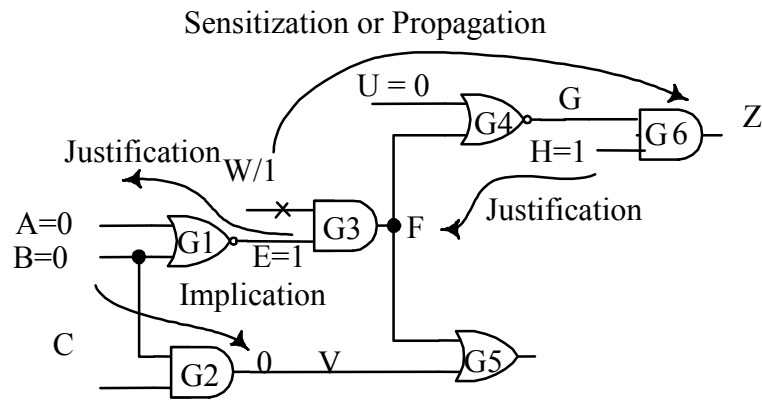 Sensitization or Propagation
U = 0
G
Z
G4
G6
H=1
Justification
W/1
Justification
A=0
G1
G3
F
B=0
E=1
Implication
C
G2
0
V
G5